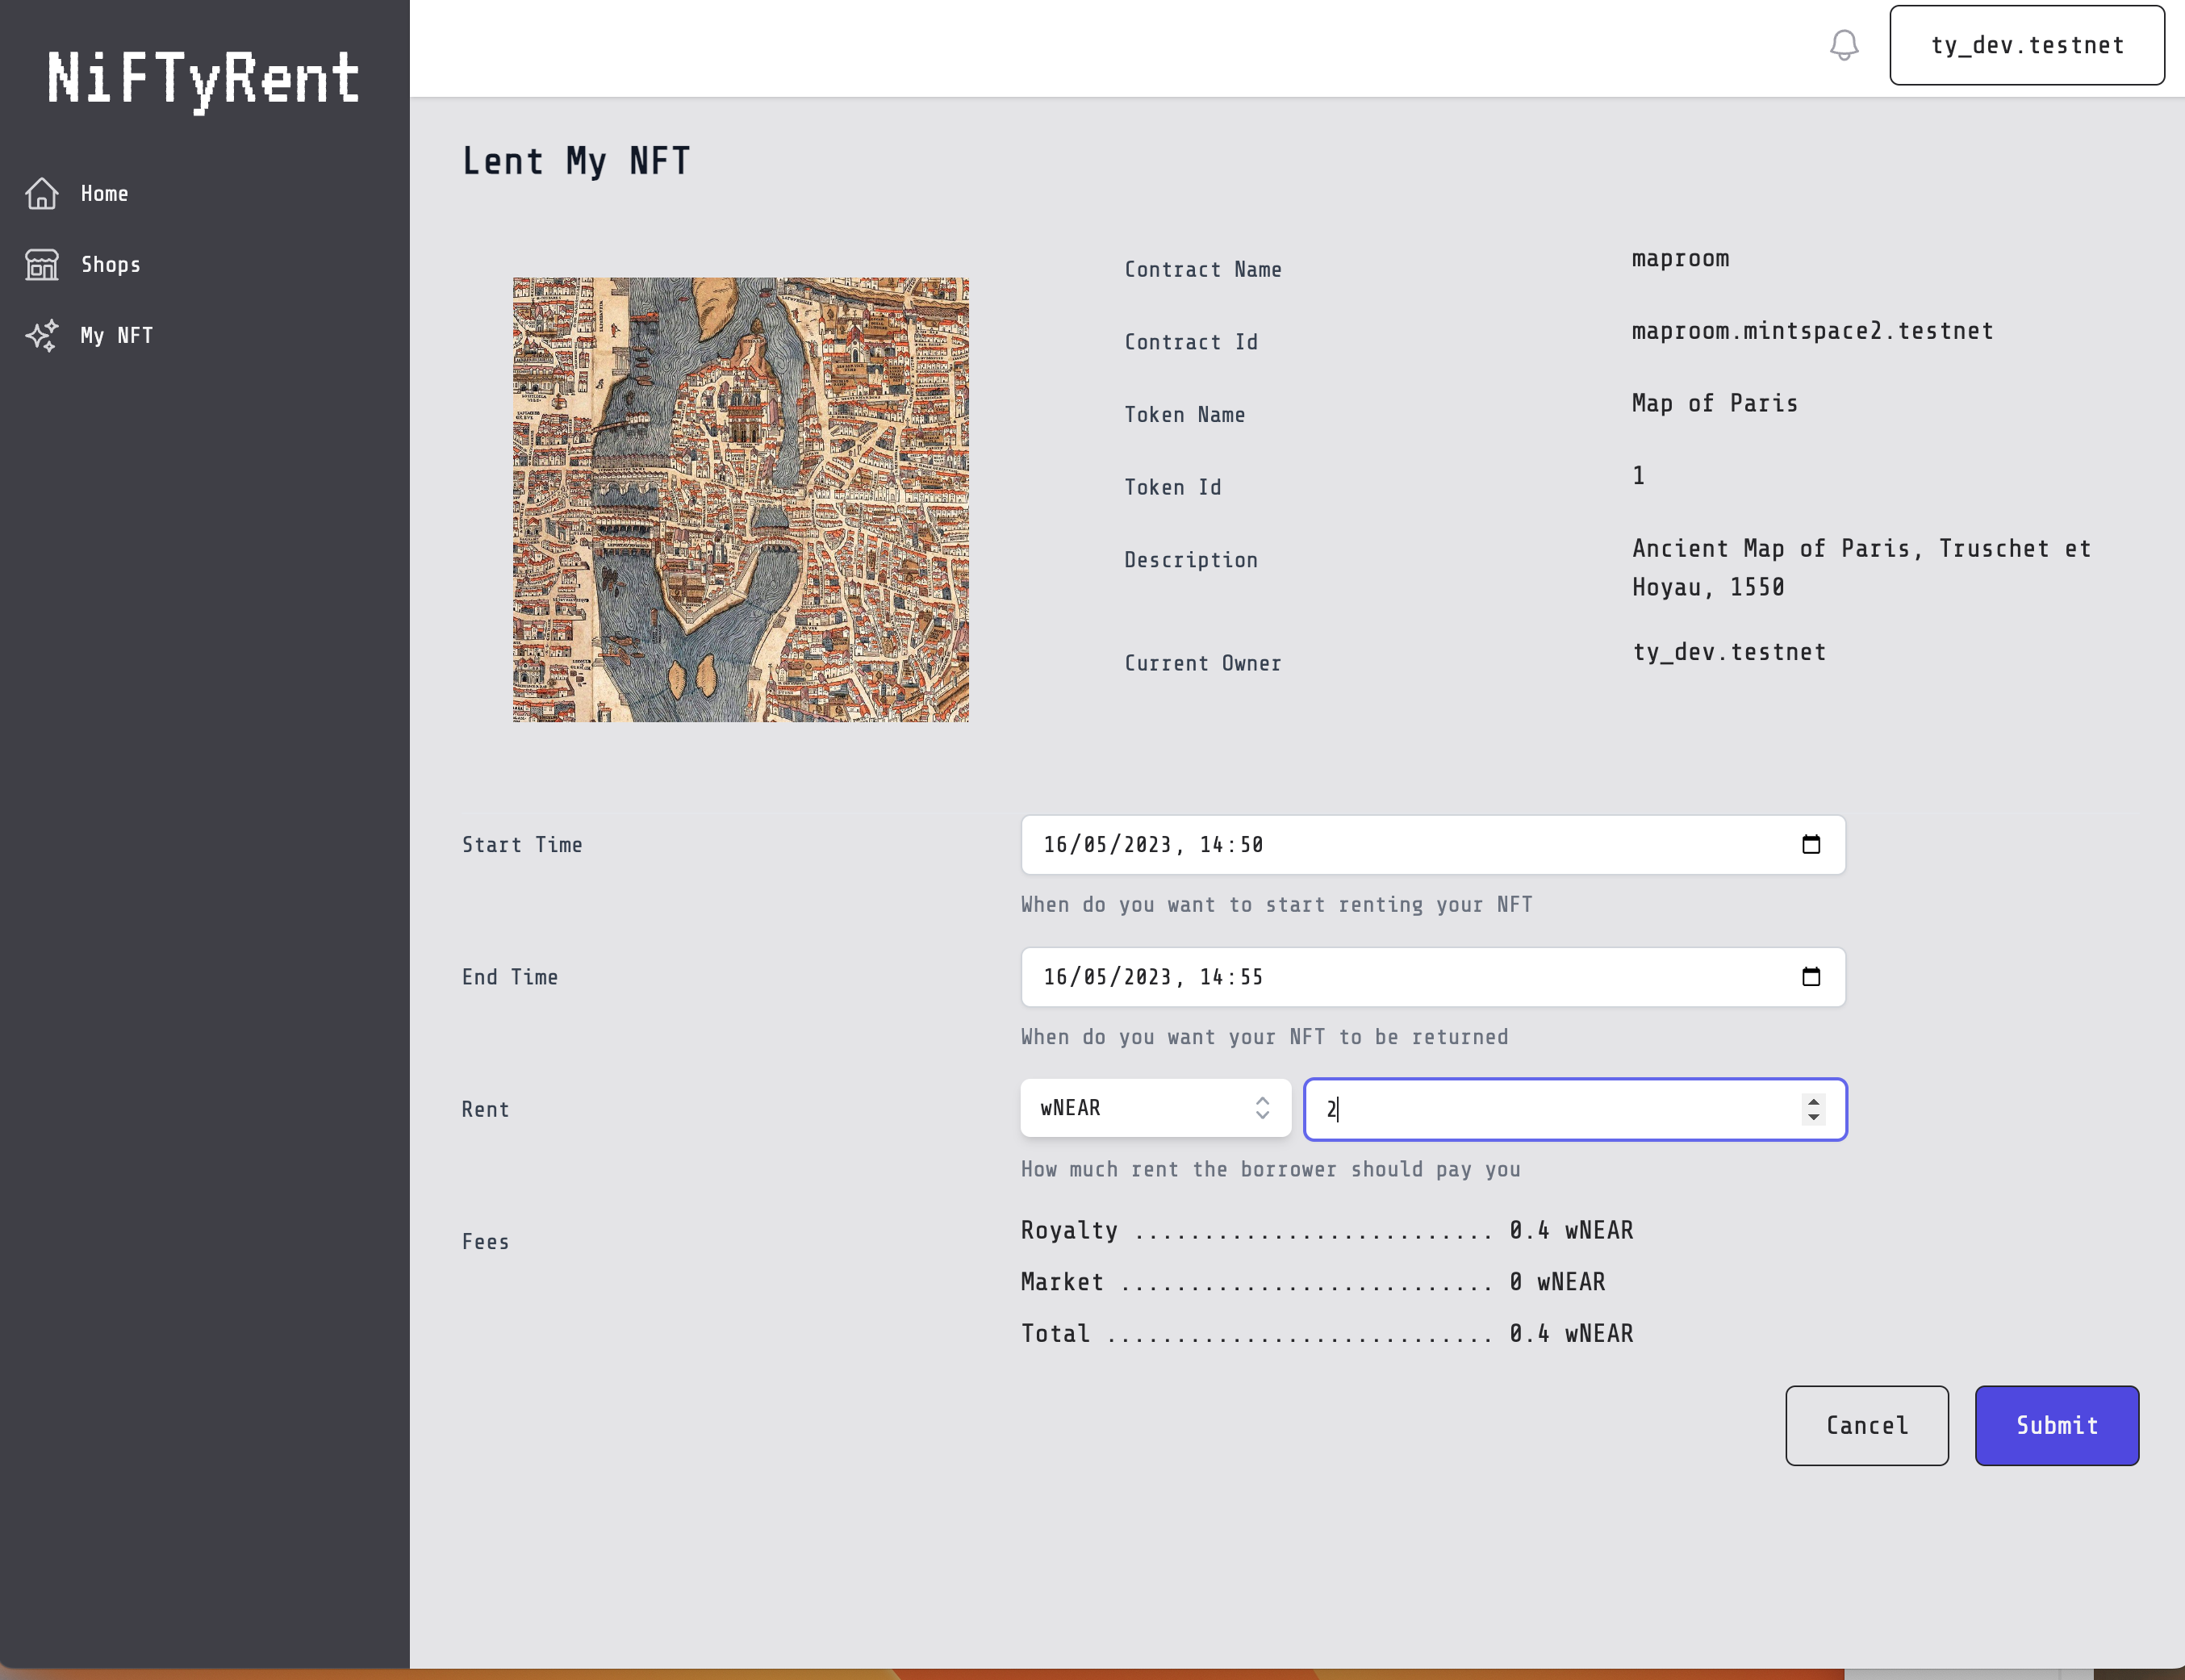 NiFTyRent
ty_dev.testnet
Home
Shops
My NFT
Lent My NFT
Contract Name
maproom
Contract Id
maproom.mintspace2.testnet
Token Name
Map of Paris
Token Id
1
Description
Ancient Map of Paris, Truschet et
Hoyau, 1550
Current Owner
ty_dev.testnet
Start Time
16/05/2023, 14:50
When do you want to start renting your NFT
End Time
16/05/2023, 14:55
When do you want your NFT to be returned
Rent
wNEAR
2
How much rent the borrower should pay you
Fees
Royalty .......................... 0.4 wNEAR
Market ........................... 0 wNEAR
Total ............................ 0.4 wNEAR
Cancel
Submit